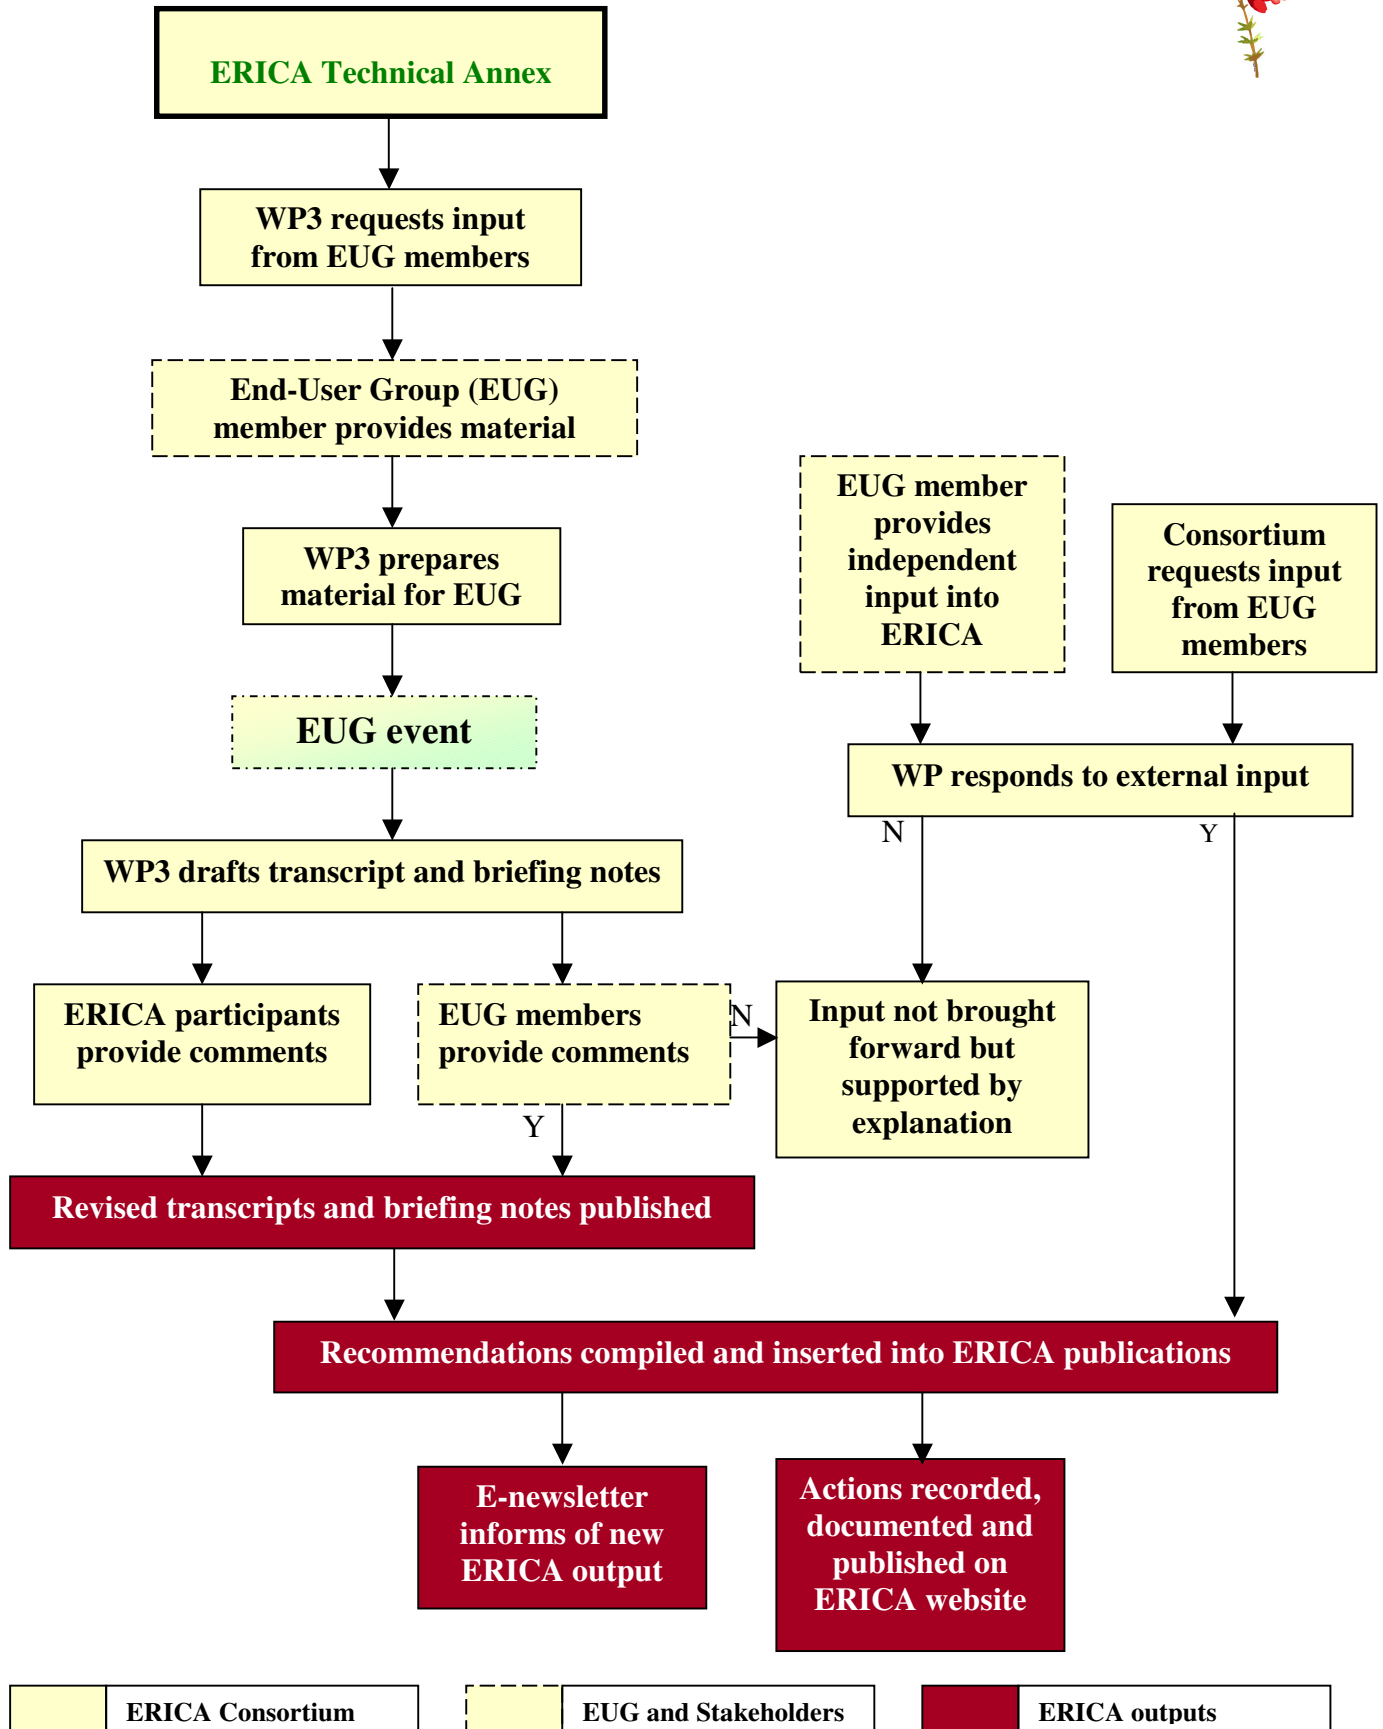 ERICA Technical Annex
WP3 requests input
from EUG members
End-User Group (EUG)
member provides material
WP3 prepares
material for EUG
EUG event
WP3 drafts transcript and briefing notes
ERICA participants
provide comments
EUG members
provide comments
N
Y
EUG member
provides
independent
input into
ERICA
Consortium
requests input
from EUG
members
WP responds to external input
N
Y
Input not brought
forward but
supported by
explanation
Revised transcripts and briefing notes published
Recommendations compiled and inserted into ERICA publications
E-newsletter
informs of new
ERICA output
Actions recorded,
documented and
published on
ERICA website
ERICA Consortium
EUG and Stakeholders
ERICA outputs